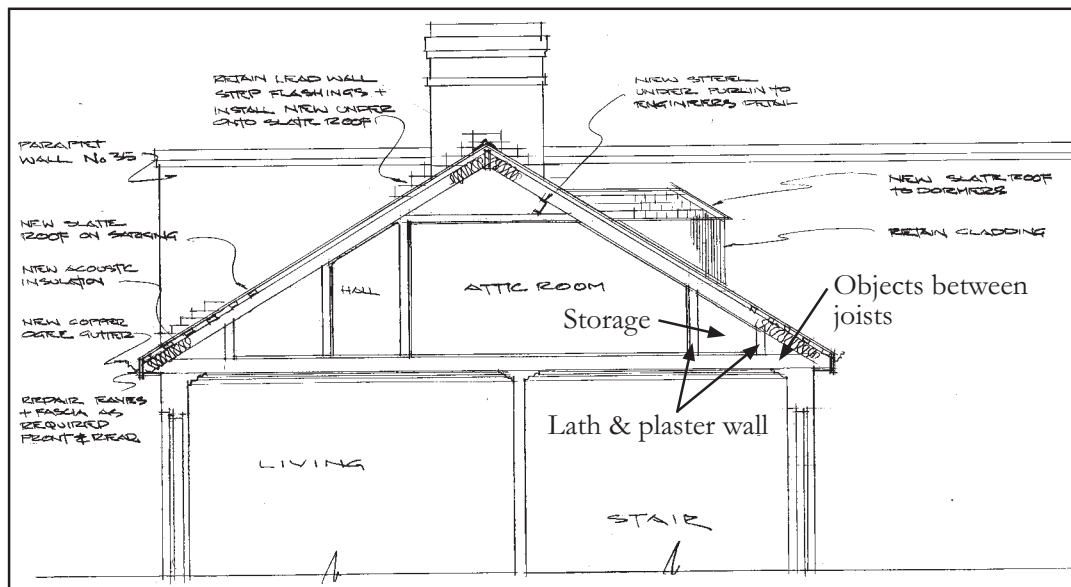 RETAIN LEAD WALL
STEP FLASHINGS +
INSTALL NEW UNDER
ONTO SLATE ROOF
NEW STEEL
UNDER PURLIN TO
ENGINEERS DETAIL
PARAPET
WALL No 35
NEW SLATE ROOF
TO DORMERS
RETAIN CLADDING
NEW SLATE
ROOF ON SARKING
NEW ACOUSTIC
INSULATION
NEW COPPER
OGEE GUTTER
REPAIR EAVES
+ FASCIA AS
REQUIRED
FRONT & REAR
HALL
ATTIC ROOM
Storage
Objects between
joists
Lath & plaster wall
LIVING
STAIR